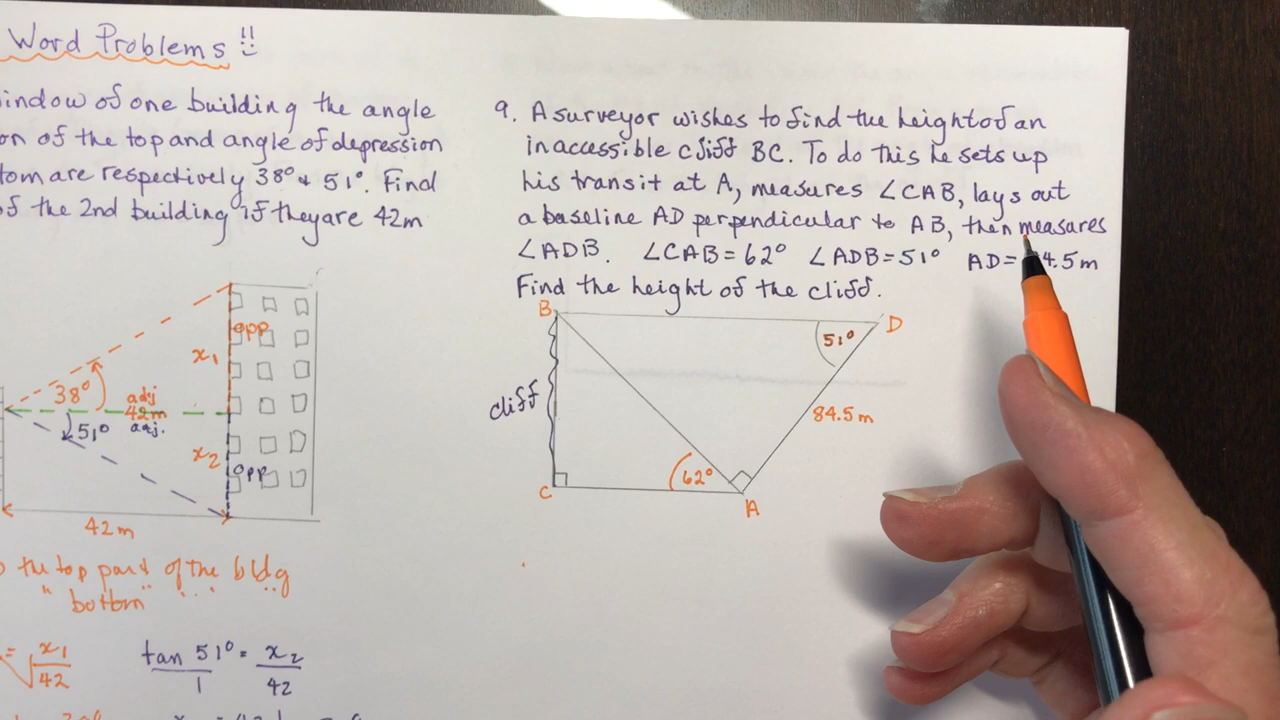 Word Problems !!
indow of one building the angle
on of the top and angle of depression
tom are respectively 38° & 51°. Find
of the 2nd building if they are 42m
opp
x₁
38°
adj
42m
adj.
51°
x₂
opp
42m
the top part of the bldg
" bottom " " " "
= x₁/42
tan 51°/1 = x₂/42
9. A surveyor wishes to find the height of an
inaccessible cliff BC. To do this he sets up
his transit at A, measures ∠CAB, lays out
a baseline AD perpendicular to AB, then measures
∠ADB. ∠CAB=62° ∠ADB=51° AD= 4.5m
Find the height of the cliff.
B
D
51°
cliff
84.5m
62°
C
A